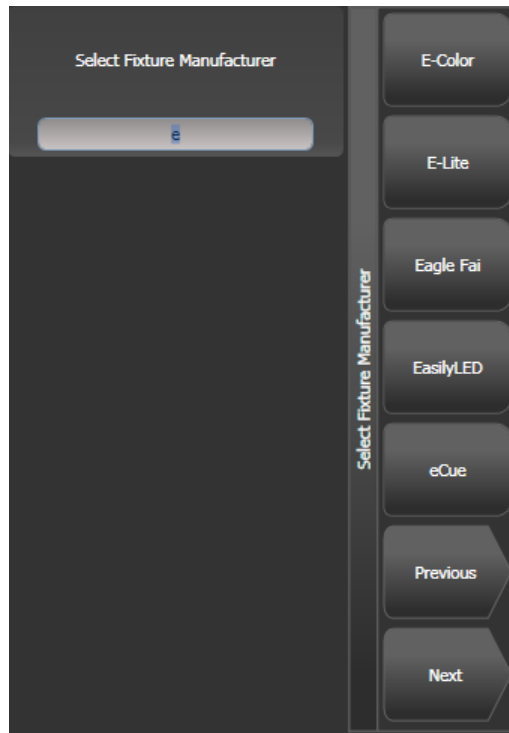 Select Fixture Manufacturer
e
Select Fixture Manufacturer
E-Color
E-Lite
Eagle Fai
EasilyLED
eCue
Previous
Next